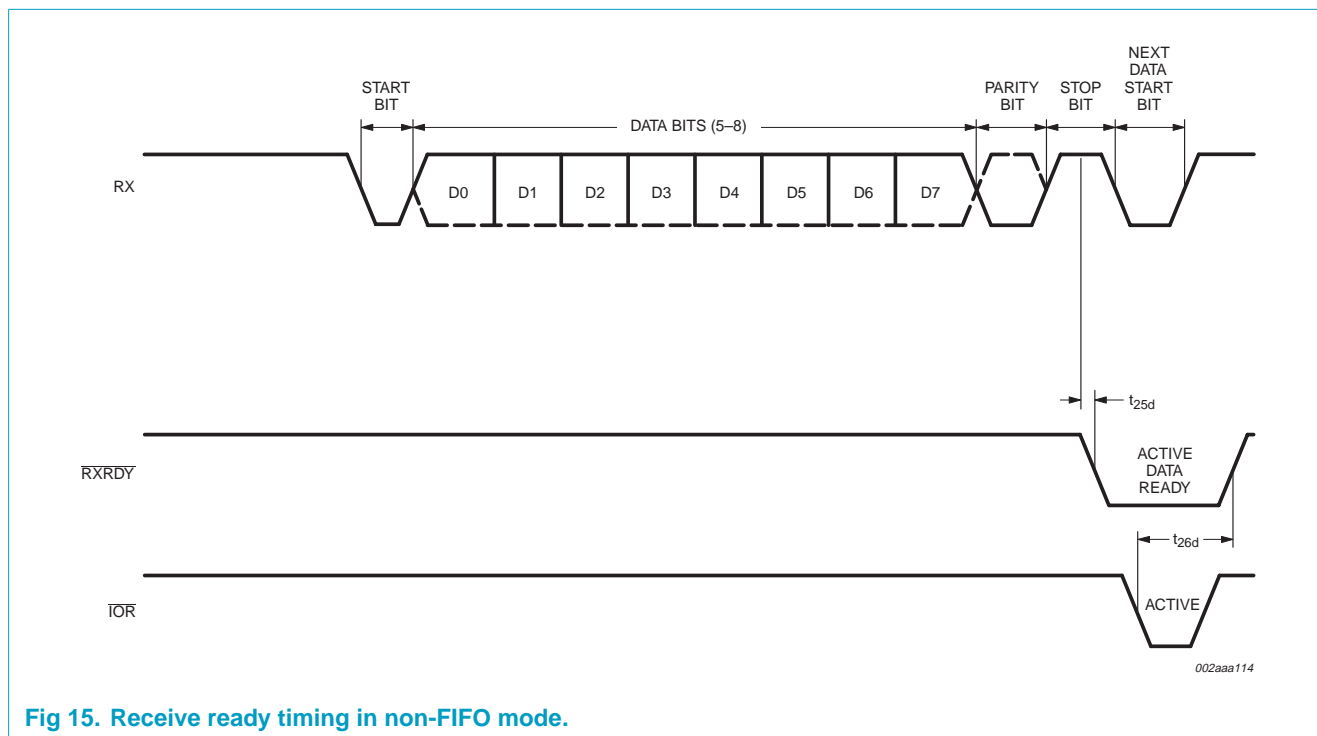 START
BIT
DATA BITS (5–8)
PARITY
BIT
STOP
BIT
NEXT
DATA
START
BIT
RX
D0 D1 D2 D3 D4 D5 D6 D7
t25d
RXRDY
ACTIVE
DATA
READY
t26d
IOR
ACTIVE
002aaa114
Fig 15. Receive ready timing in non-FIFO mode.